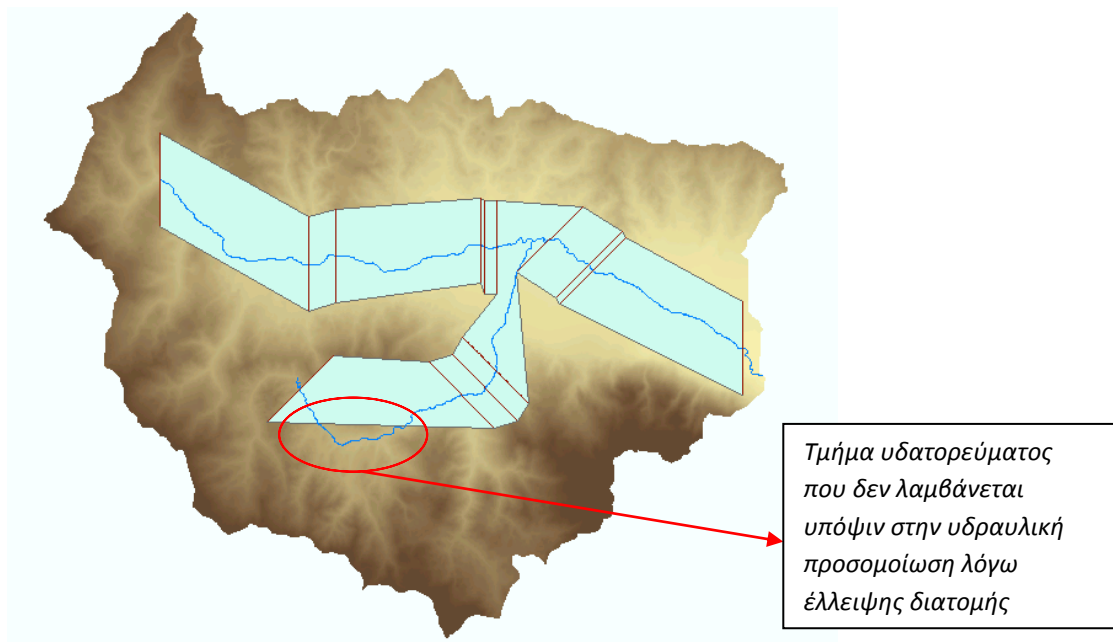 Τμήμα υδατορεύματος
που δεν λαμβάνεται
υπόψιν στην υδραυλική
προσομοίωση λόγω
έλλειψης διατομής